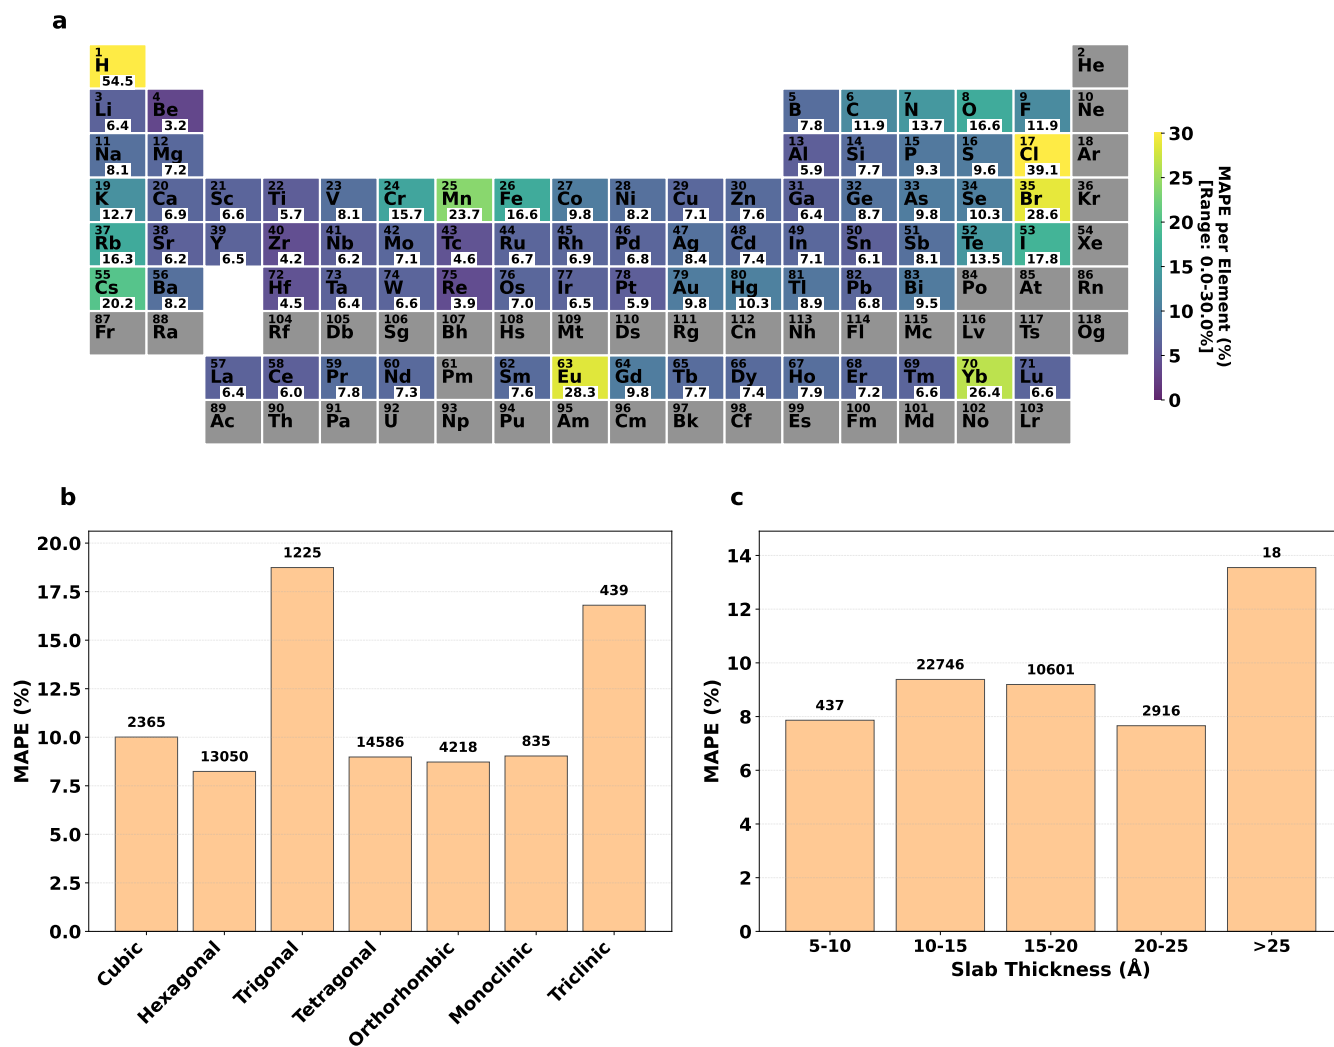 a
1 2
H He
54.5
3 4 5 6 7 8 9 10
Li Be B C N O F Ne
6.4 3.2 7.8 11.9 13.7 16.6 11.9
11 12 13 14 15 16 17 18
Na Mg Al Si P S Cl Ar
8.1 7.2 5.9 7.7 9.3 9.6 39.1
19 20 21 22 23 24 25 26 27 28 29 30 31 32 33 34 35 36
K Ca Sc Ti V Cr Mn Fe Co Ni Cu Zn Ga Ge As Se Br Kr
12.7 6.9 6.6 5.7 8.1 15.7 23.7 16.6 9.8 8.2 7.1 7.6 6.4 8.7 9.8 10.3 28.6
37 38 39 40 41 42 43 44 45 46 47 48 49 50 51 52 53 54
Rb Sr Y Zr Nb Mo Tc Ru Rh Pd Ag Cd In Sn Sb Te I Xe
16.3 6.2 6.5 4.2 6.2 7.1 4.6 6.7 6.9 6.8 8.4 7.4 7.1 6.1 8.1 13.5 17.8
55 56 72 73 74 75 76 77 78 79 80 81 82 83 84 85 86
Cs Ba Hf Ta W Re Os Ir Pt Au Hg Tl Pb Bi Po At Rn
20.2 8.2 4.5 6.4 6.6 3.9 7.0 6.5 5.9 9.8 10.3 8.9 6.8 9.5
87 88 104 105 106 107 108 109 110 111 112 113 114 115 116 117 118
Fr Ra Rf Db Sg Bh Hs Mt Ds Rg Cn Nh Fl Mc Lv Ts Og
57 58 59 60 61 62 63 64 65 66 67 68 69 70 71
La Ce Pr Nd Pm Sm Eu Gd Tb Dy Ho Er Tm Yb Lu
6.4 6.0 7.8 7.3 7.6 28.3 9.8 7.7 7.4 7.9 7.2 6.6 26.4 6.6
89 90 91 92 93 94 95 96 97 98 99 100 101 102 103
Ac Th Pa U Np Pu Am Cm Bk Cf Es Fm Md No Lr
30
25
20
15
10
5
0
MAPE per Element (%)
[Range: 0.0-30.0%]
b
MAPE (%)
20.0
17.5
15.0
12.5
10.0
7.5
5.0
2.5
0.0
2365
13050
1225
14586
4218
835
439
Cubic
Hexagonal
Trigonal
Tetragonal
Orthorhombic
Monoclinic
Triclinic
c
MAPE (%)
14
12
10
8
6
4
2
0
437
22746
10601
2916
18
5-10 10-15 15-20 20-25 >25
Slab Thickness (Å)